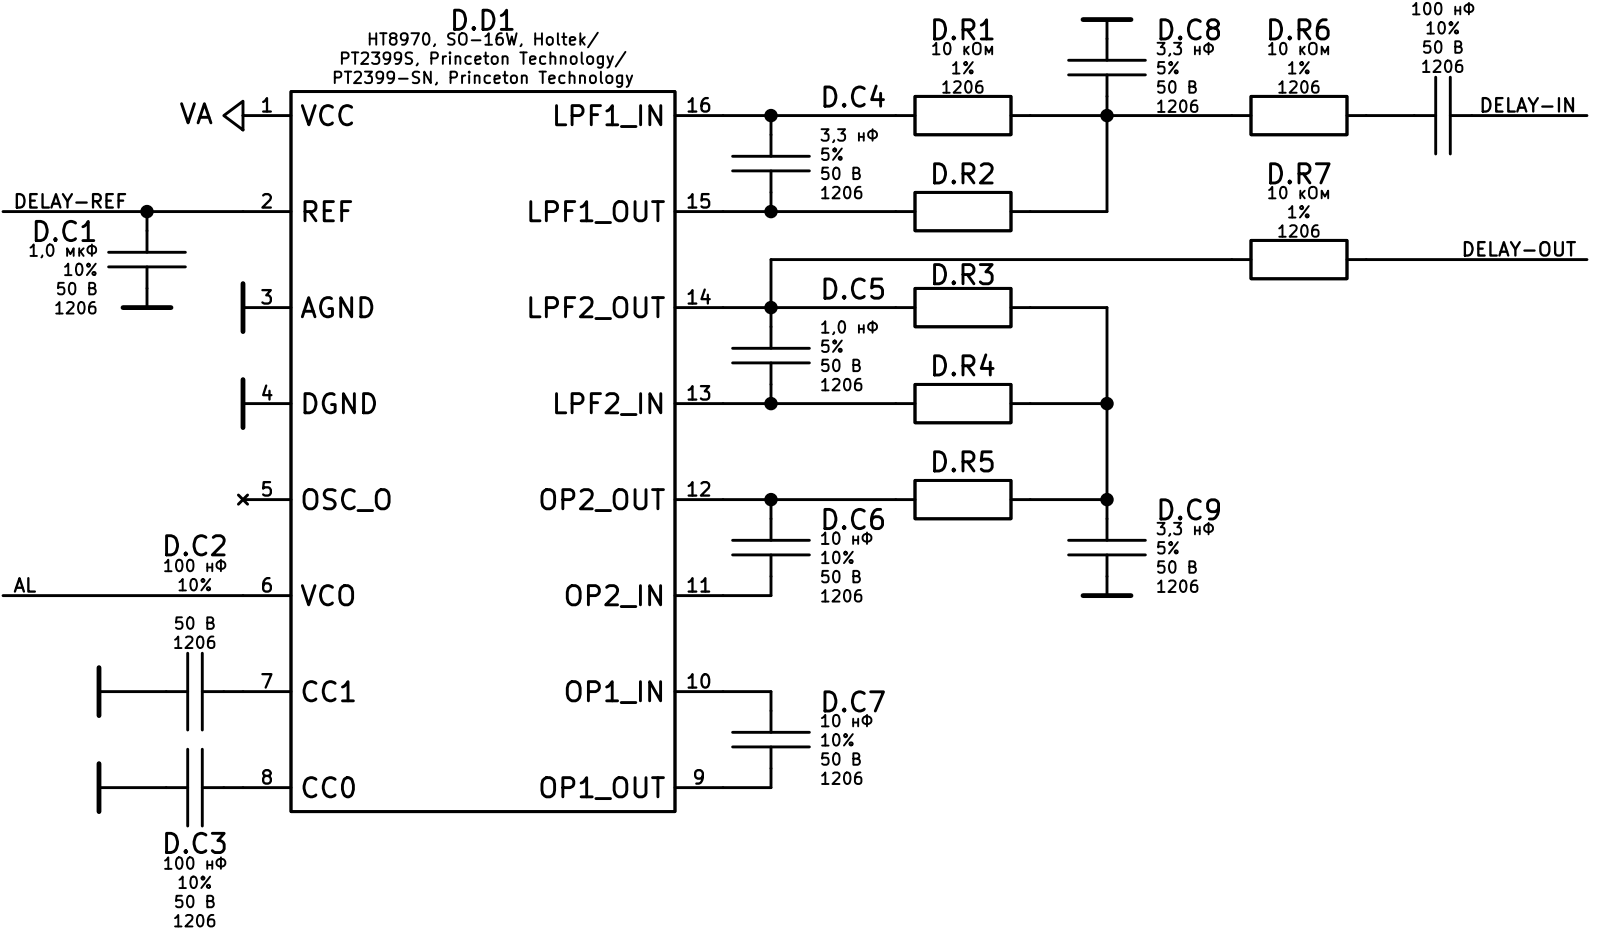 D.D1
HT8970, SO-16W, Holtek/
PT2399S, Princeton Technology/
PT2399-SN, Princeton Technology
VA
1
VCC
DELAY-REF
2
REF
D.C1
1,0 мкФ
10%
50 В
1206
3
AGND
4
DGND
5
OSC_O
D.C2
100 нФ
10%
50 В
1206
AL
6
VCO
7
CC1
8
CC0
D.C3
100 нФ
10%
50 В
1206
LPF1_IN
16
LPF1_OUT
15
LPF2_OUT
14
LPF2_IN
13
OP2_OUT
12
OP2_IN
11
OP1_IN
10
OP1_OUT
9
D.C4
3,3 нФ
5%
50 В
1206
D.C5
1,0 нФ
5%
50 В
1206
D.C6
10 нФ
10%
50 В
1206
D.C7
10 нФ
10%
50 В
1206
D.R1
10 кОм
1%
1206
D.R2
D.R3
D.R4
D.R5
D.C8
3,3 нФ
5%
50 В
1206
D.C9
3,3 нФ
5%
50 В
1206
D.R6
10 кОм
1%
1206
D.R7
10 кОм
1%
1206
100 нФ
10%
50 В
1206
DELAY-IN
DELAY-OUT